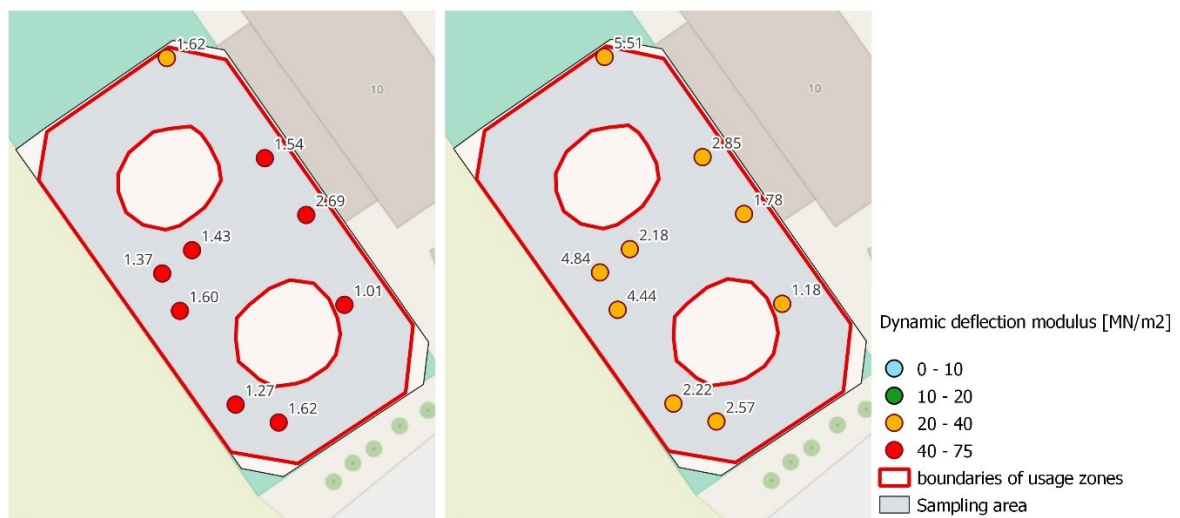 1.62
10
1.54
2.69
1.43
1.37
1.60
1.01
1.27
1.62
5.51
10
2.85
1.78
2.18
4.84
4.44
1.18
2.22
2.57
Dynamic deflection modulus [MN/m2]
0 - 10
10 - 20
20 - 40
40 - 75
boundaries of usage zones
Sampling area